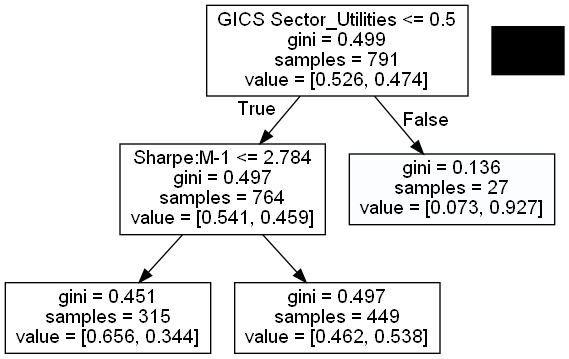 GICS Sector_Utilities <= 0.5
gini = 0.499
samples = 791
value = [0.526, 0.474]
True
False
Sharpe:M-1 <= 2.784
gini = 0.497
samples = 764
value = [0.541, 0.459]
gini = 0.136
samples = 27
value = [0.073, 0.927]
gini = 0.451
samples = 315
value = [0.656, 0.344]
gini = 0.497
samples = 449
value = [0.462, 0.538]